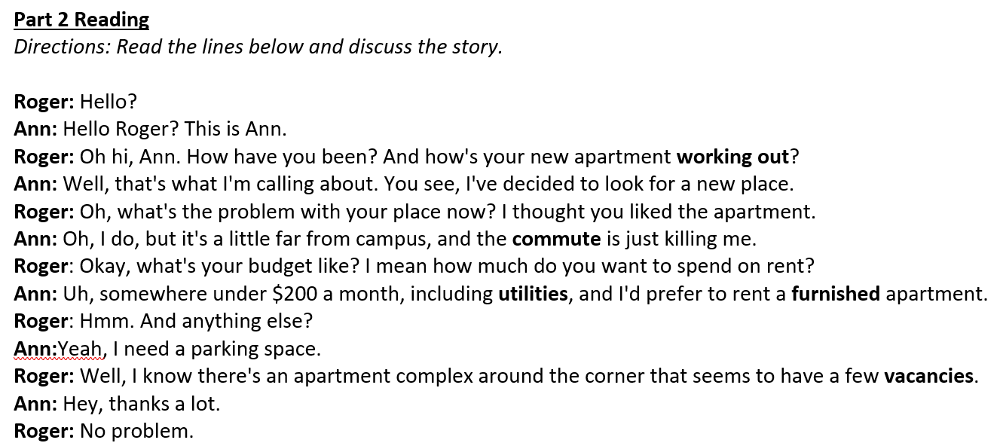 Part 2 Reading
Directions: Read the lines below and discuss the story.
Roger: Hello?
Ann: Hello Roger? This is Ann.
Roger: Oh hi, Ann. How have you been? And how's your new apartment working out?
Ann: Well, that's what I'm calling about. You see, I've decided to look for a new place.
Roger: Oh, what's the problem with your place now? I thought you liked the apartment.
Ann: Oh, I do, but it's a little far from campus, and the commute is just killing me.
Roger: Okay, what's your budget like? I mean how much do you want to spend on rent?
Ann: Uh, somewhere under $200 a month, including utilities, and I'd prefer to rent a furnished apartment.
Roger: Hmm. And anything else?
Ann:Yeah, I need a parking space.
Roger: Well, I know there's an apartment complex around the corner that seems to have a few vacancies.
Ann: Hey, thanks a lot.
Roger: No problem.